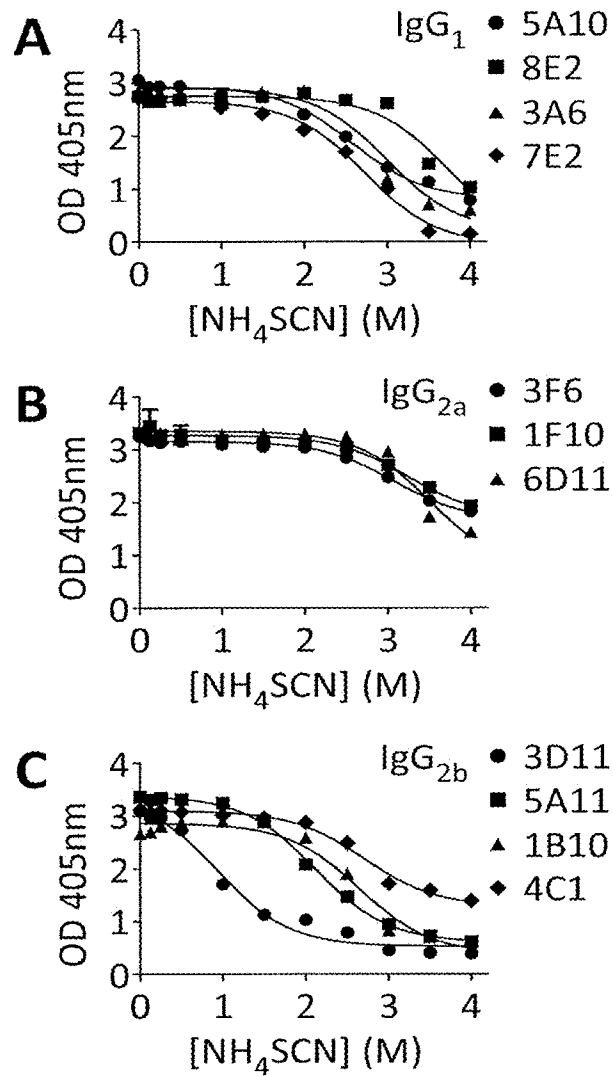 A
IgG1
5A10
8E2
3A6
7E2
OD 405nm
4
3
2
1
0
0 1 2 3 4
[NH4SCN] (M)
B
IgG2a
3F6
1F10
6D11
OD 405nm
4
3
2
1
0
0 1 2 3 4
[NH4SCN] (M)
C
IgG2b
3D11
5A11
1B10
4C1
OD 405nm
4
3
2
1
0
0 1 2 3 4
[NH4SCN] (M)